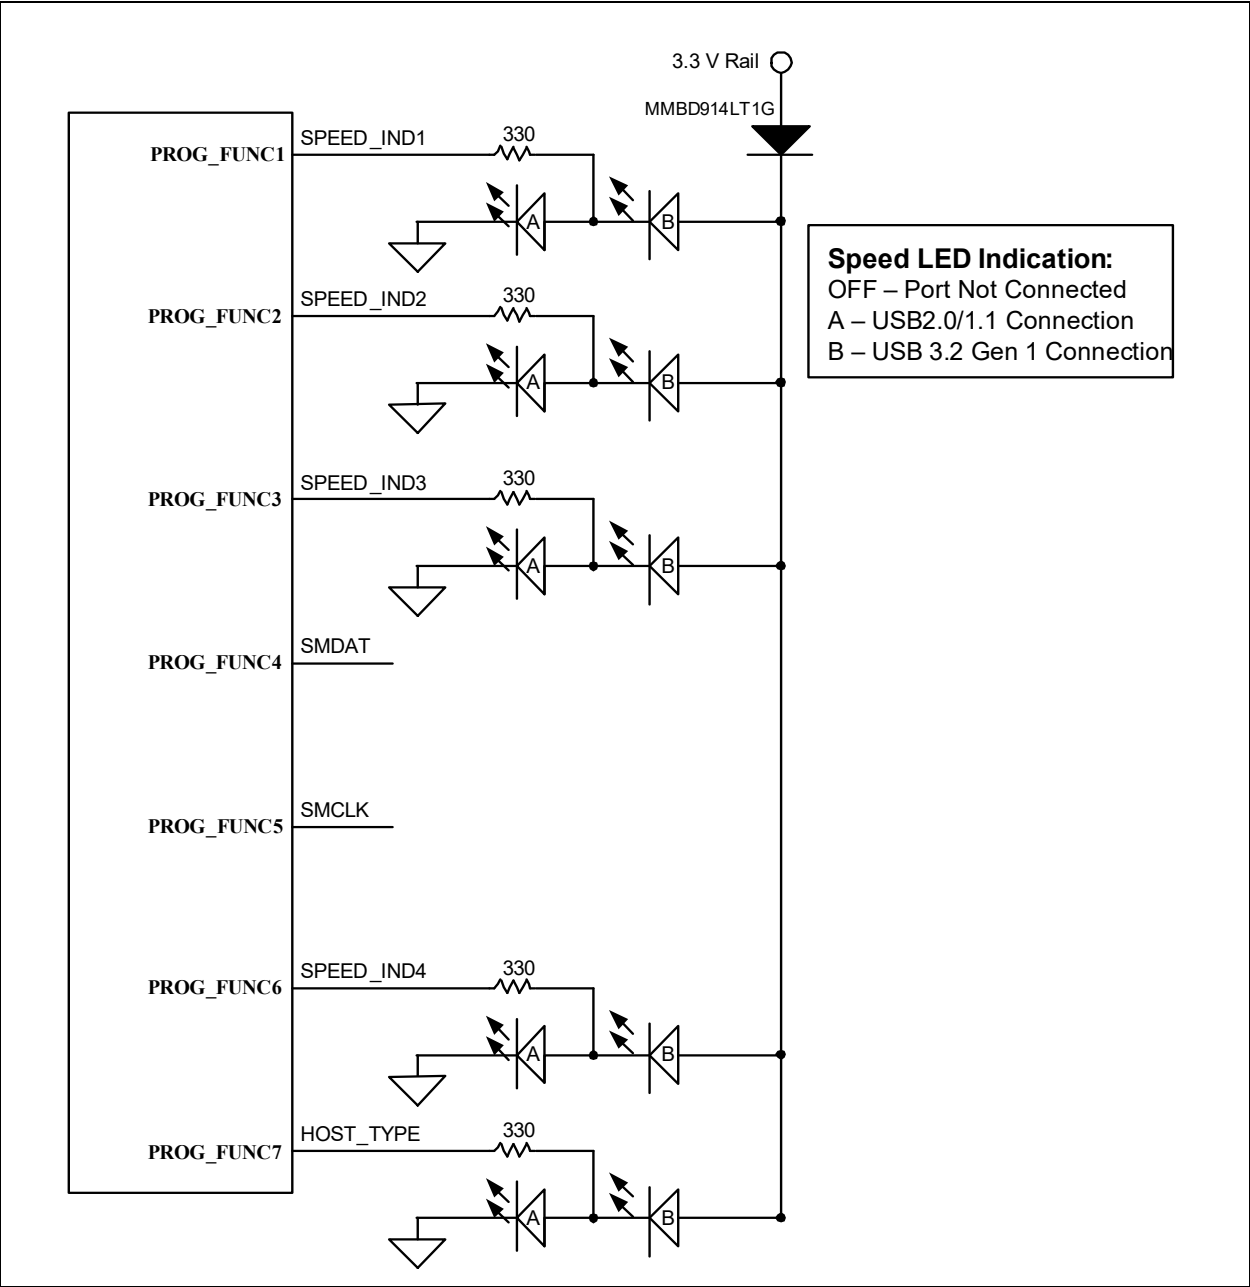 3.3 V Rail
MMBD914LT1G
PROG_FUNC1
SPEED_IND1
330
A
B
Speed LED Indication:
OFF – Port Not Connected
A – USB2.0/1.1 Connection
B – USB 3.2 Gen 1 Connection
PROG_FUNC2
SPEED_IND2
330
A
B
PROG_FUNC3
SPEED_IND3
330
A
B
PROG_FUNC4
SMDAT
PROG_FUNC5
SMCLK
PROG_FUNC6
SPEED_IND4
330
A
B
PROG_FUNC7
HOST_TYPE
330
A
B